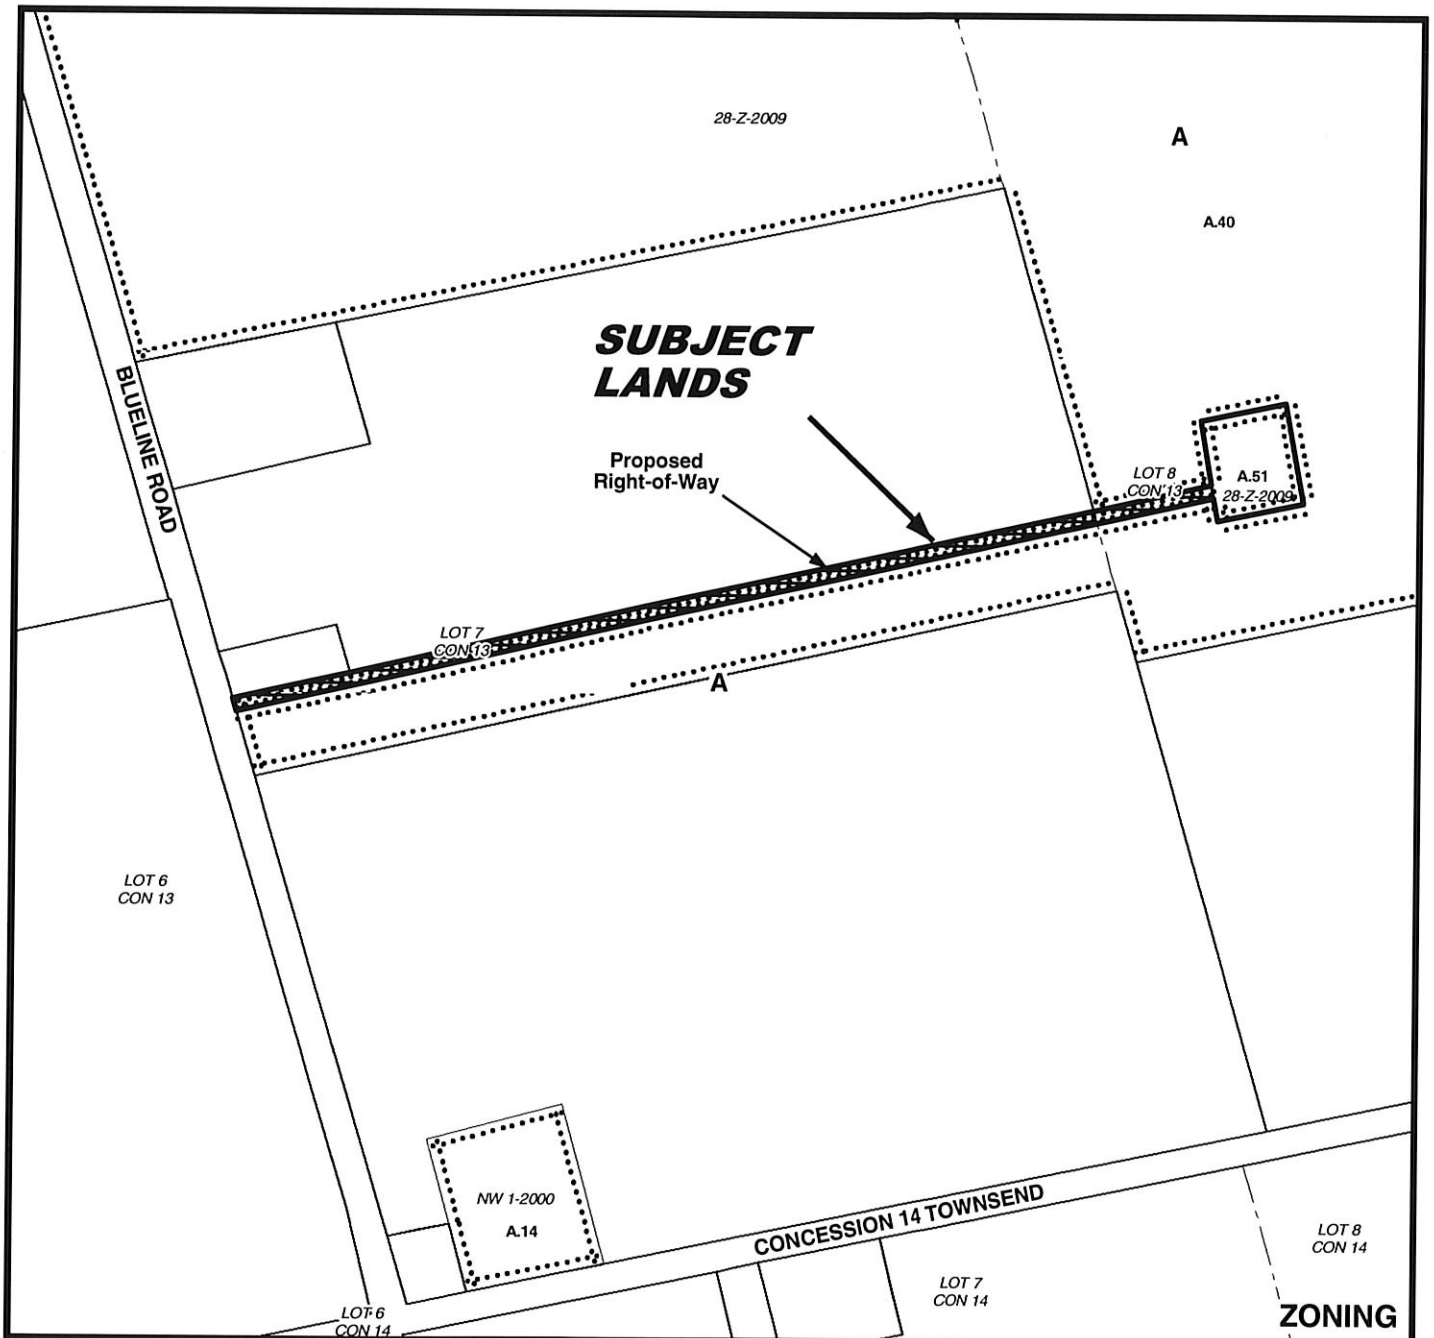 28-Z-2009
A
A.40
SUBJECT
LANDS
BLUELINE ROAD
Proposed
Right-of-Way
LOT 8
CON 13
A.51
28-Z-2009
LOT 7
CON 13
A
LOT 6
CON 13
NW 1-2000
A.14
CONCESSION 14 TOWNSEND
LOT 8
CON 14
LOT 7
CON 14
LOT 6
CON 14
ZONING